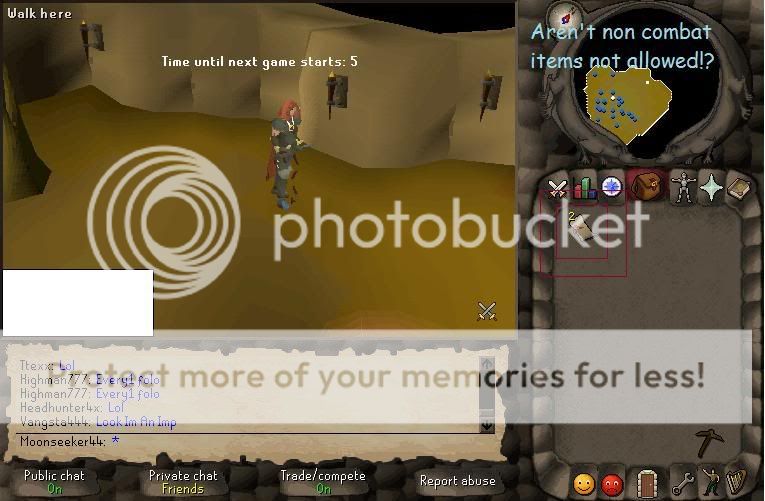 Walk here
Aren't non combat
items not allowed!?
Time until next game starts: 5
2
photobucket
Protect more of your memories for less!
Ttexx: Lol
Highman777: Every1 folo
Highman777: Every1 folo
Headhunter4x: Lol
Vangsta444: Look Im An Imp
Moonseeker44: *
Public chat
On
Private chat
Friends
Trade/compete
On
Report abuse